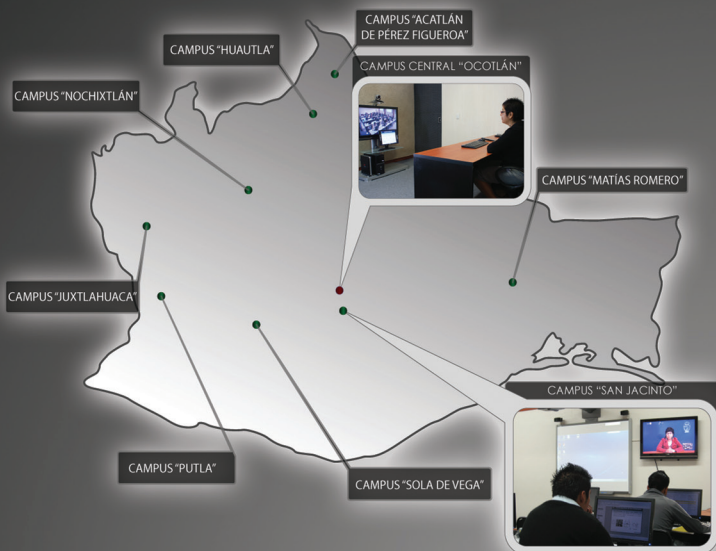 CAMPUS “ACATLÁN
DE PÉREZ FIGUEROA”
CAMPUS “HUAUTLA”
CAMPUS CENTRAL “OCOTLÁN”
CAMPUS “NOCHIXTLÁN”
CAMPUS “MATÍAS ROMERO”
CAMPUS “JUXTLAHUACA”
CAMPUS “SAN JACINTO”
CAMPUS “PUTLA”
CAMPUS “SOLA DE VEGA”